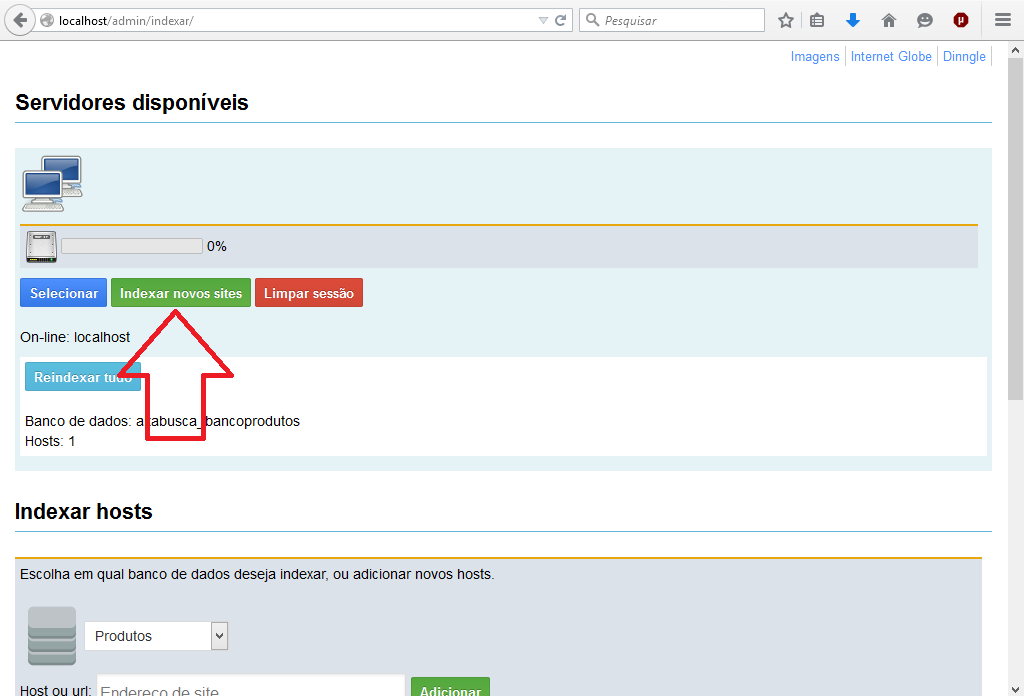 localhost/admin/indexar/
Pesquisar
Imagens
Internet Globe
Dinngle
Servidores disponíveis
0%
Selecionar
Indexar novos sites
Limpar sessão
On-line: localhost
Reindexar tudo
Banco de dados: acabusca_bancoprodutos
Hosts: 1
Indexar hosts
Escolha em qual banco de dados deseja indexar, ou adicionar novos hosts.
Produtos
Host ou url:
Endereço de site
Adicionar